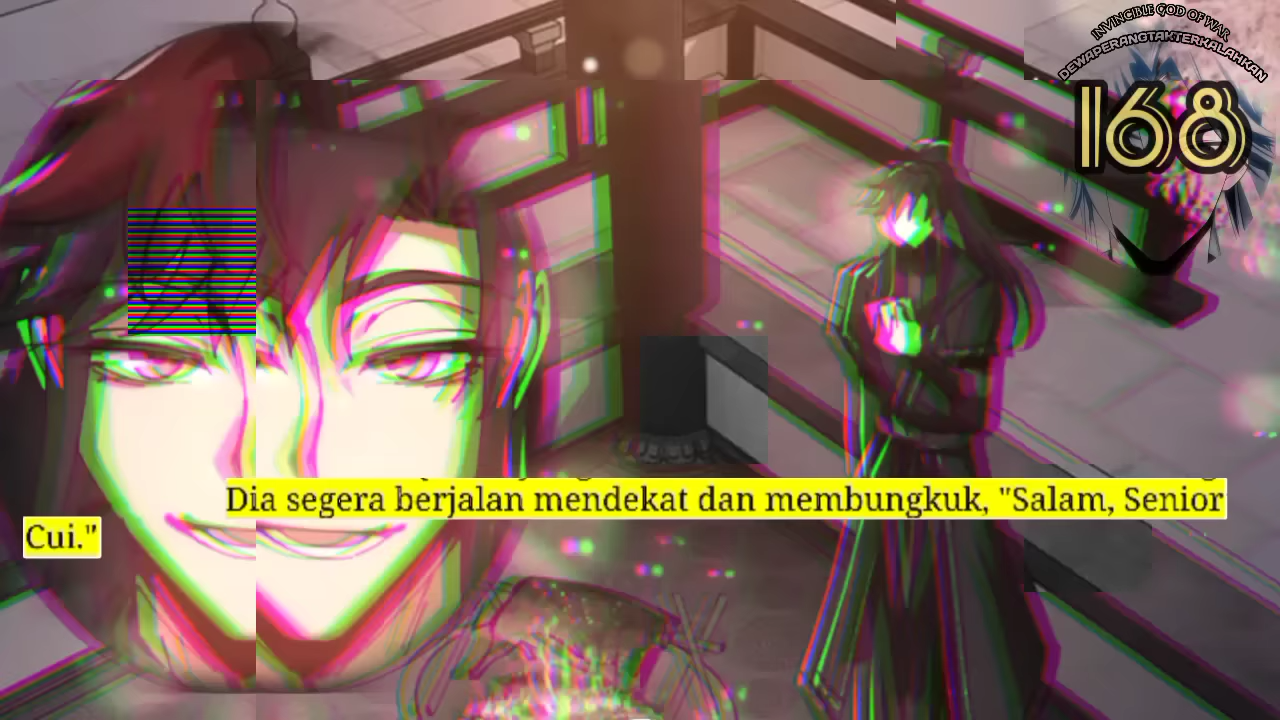 INVINCIBLE GOD OF WAR
DEWAPERANGTAKTERKALAHKAN
168
Dia segera berjalan mendekat dan membungkuk, "Salam, Senior
Cui."